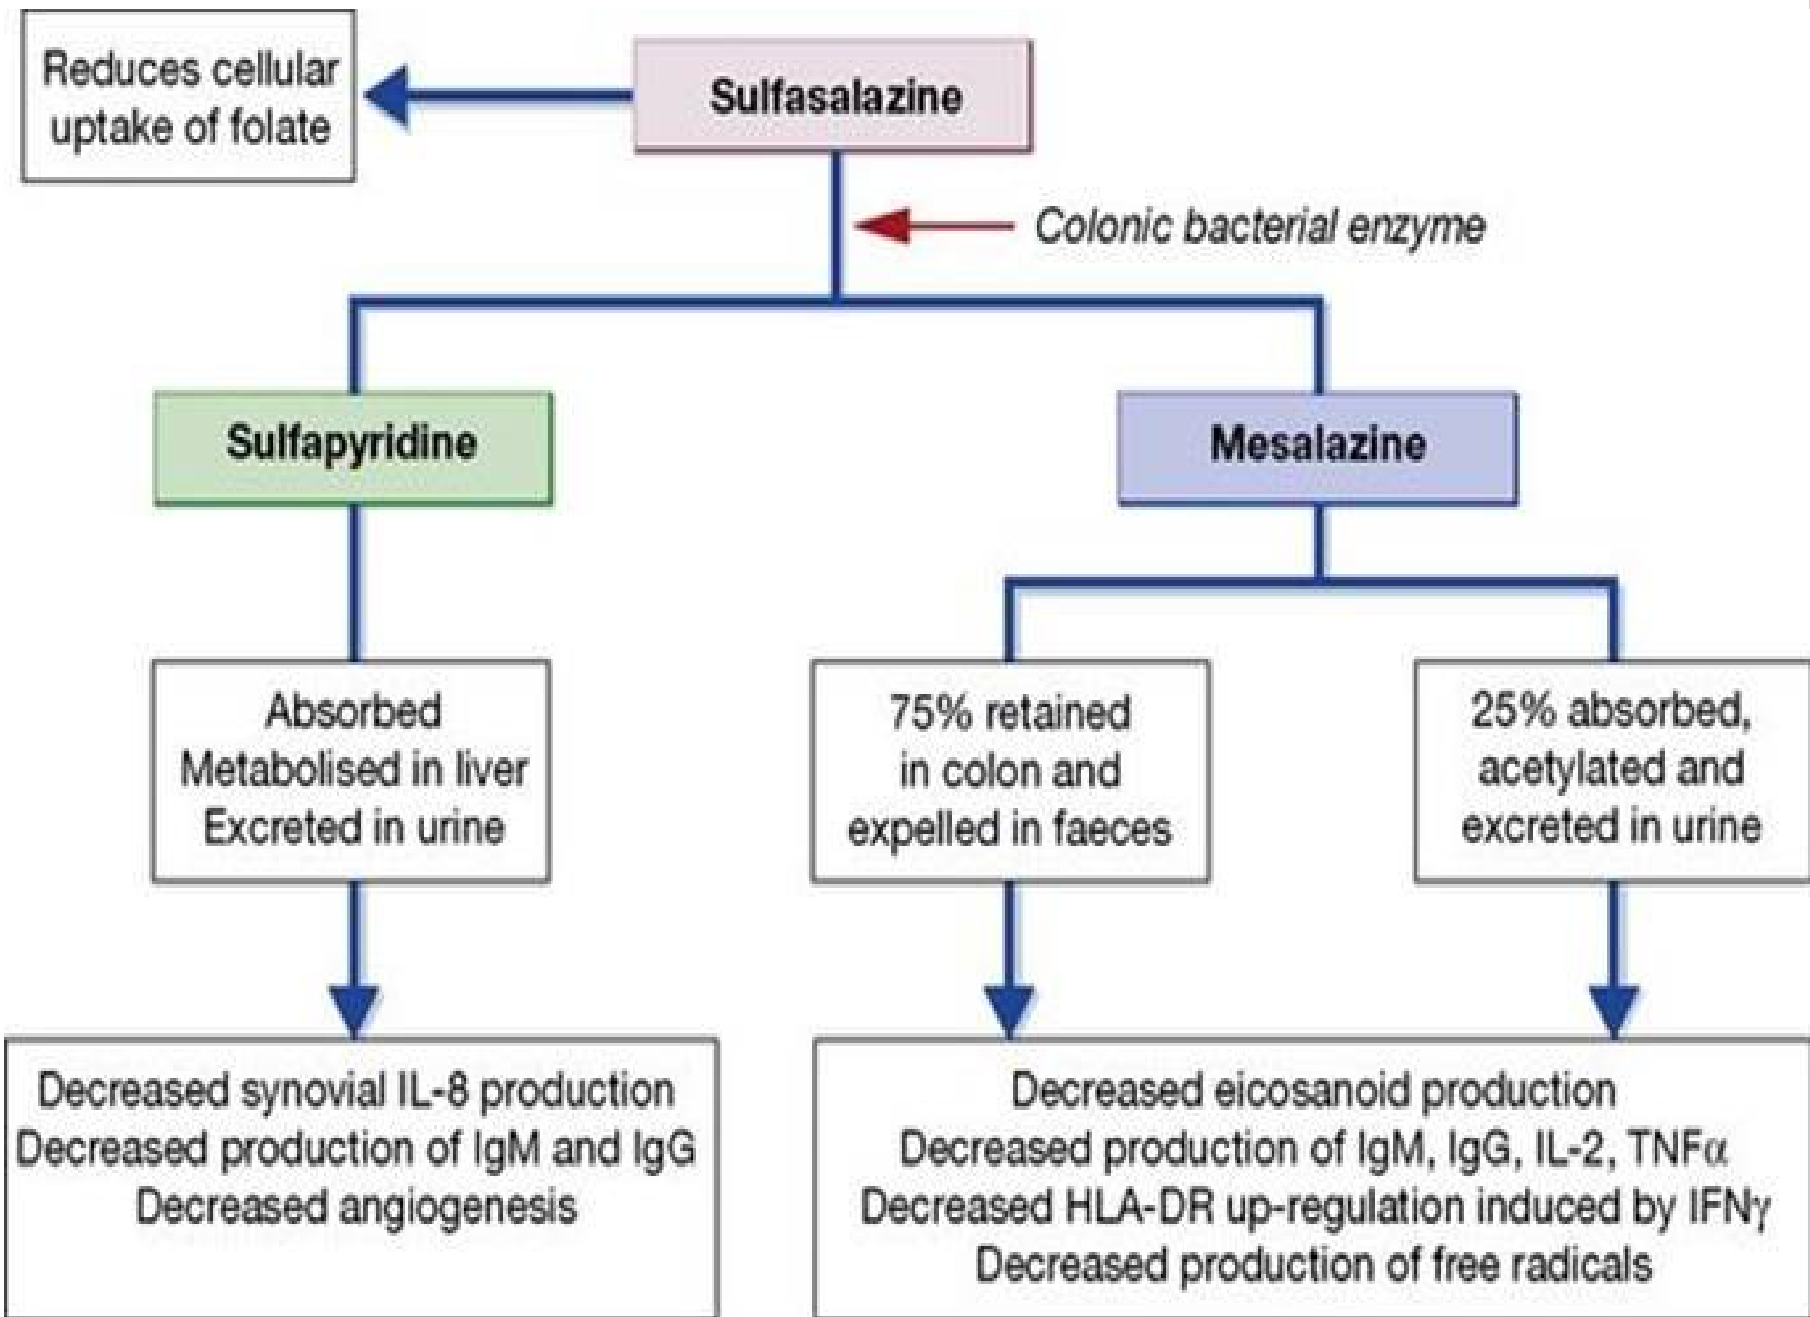 Reduces cellular
uptake of folate
Sulfasalazine
Colonic bacterial enzyme
Sulfapyridine
Mesalazine
Absorbed
Metabolised in liver
Excreted in urine
75% retained
in colon and
expelled in faeces
25% absorbed,
acetylated and
excreted in urine
Decreased synovial IL-8 production
Decreased production of IgM and IgG
Decreased angiogenesis
Decreased eicosanoid production
Decreased production of IgM, IgG, IL-2, TNFα
Decreased HLA-DR up-regulation induced by IFNγ
Decreased production of free radicals